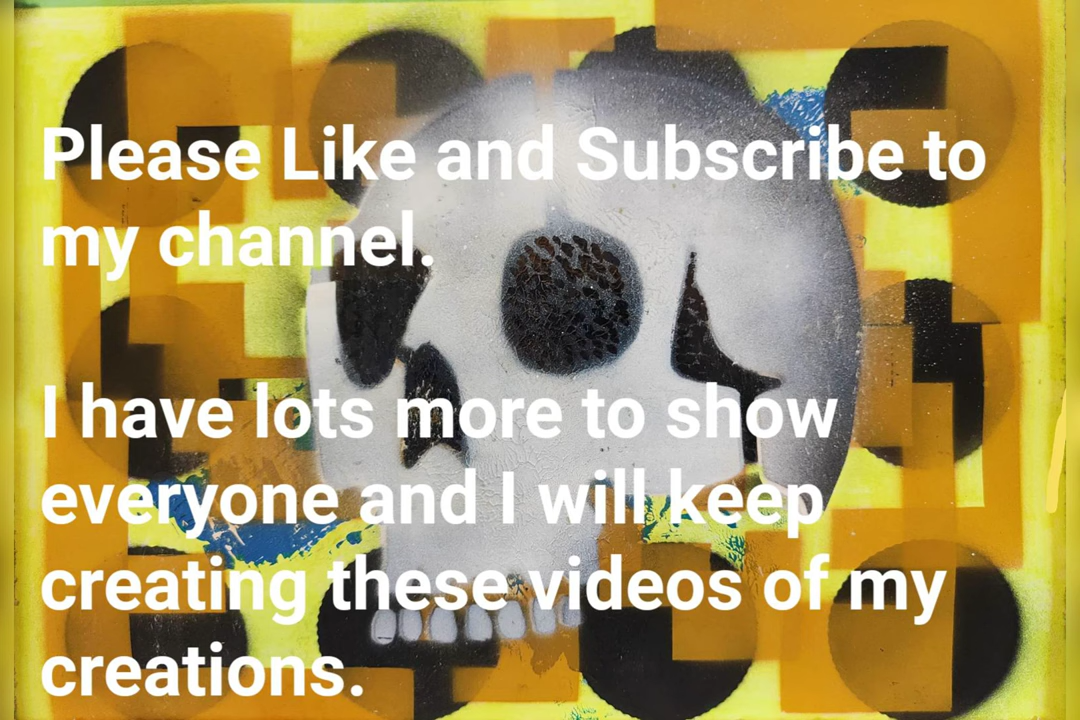 Please Like and Subscribe to
my channel.
I have lots more to show
everyone and I will keep
creating these videos of my
creations.